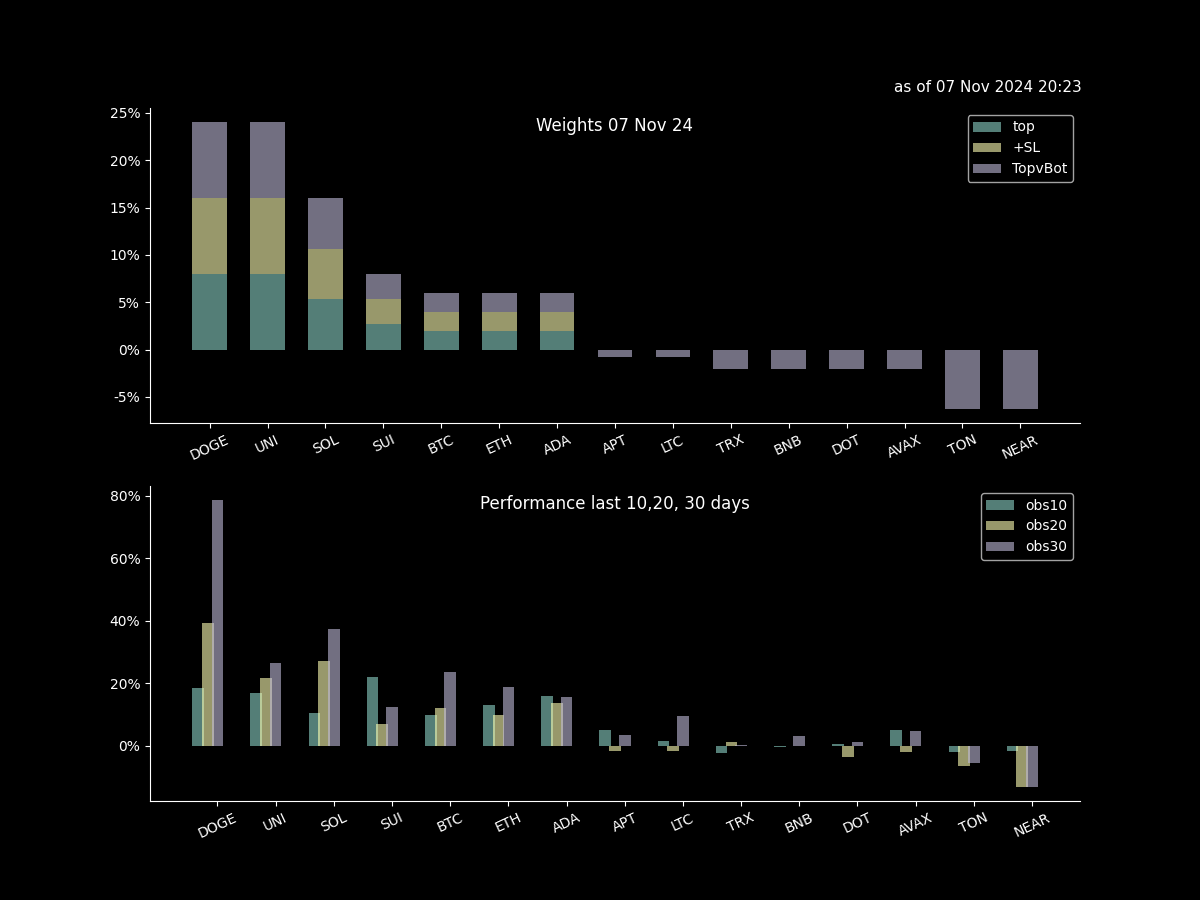 as of 07 Nov 2024 20:23
Weights 07 Nov 24
top
+SL
TopvBot
25%
20%
15%
10%
5%
0%
-5%
DOGE UNI SOL SUI BTC ETH ADA APT LTC TRX BNB DOT AVAX TON NEAR
Performance last 10,20, 30 days
obs10
obs20
obs30
80%
60%
40%
20%
0%
DOGE UNI SOL SUI BTC ETH ADA APT LTC TRX BNB DOT AVAX TON NEAR